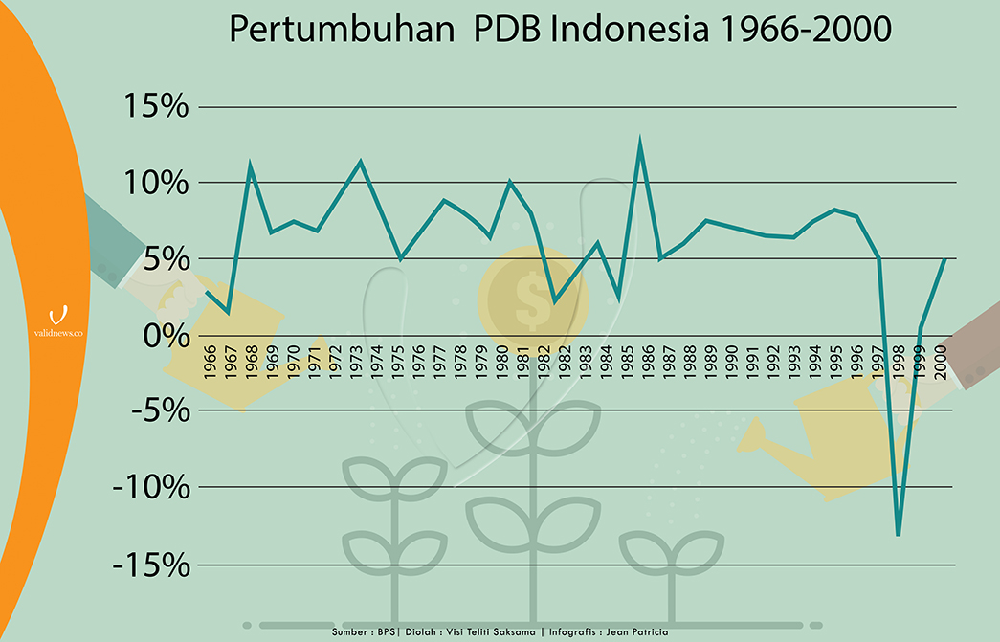 Pertumbuhan PDB Indonesia 1966-2000
15%
10%
5%
0%
-5%
-10%
-15%
validnews.co
$
1966 1967 1968 1969 1970 1971 1972 1973 1974 1975 1976 1977 1978 1979 1980 1981 1982 1982 1983 1984 1985 1986 1987 1988 1989 1990 1991 1992 1993 1994 1995 1996 1997 1998 1999 2000
Sumber : BPS| Diolah : Visi Teliti Saksama | Infografis : Jean Patricia